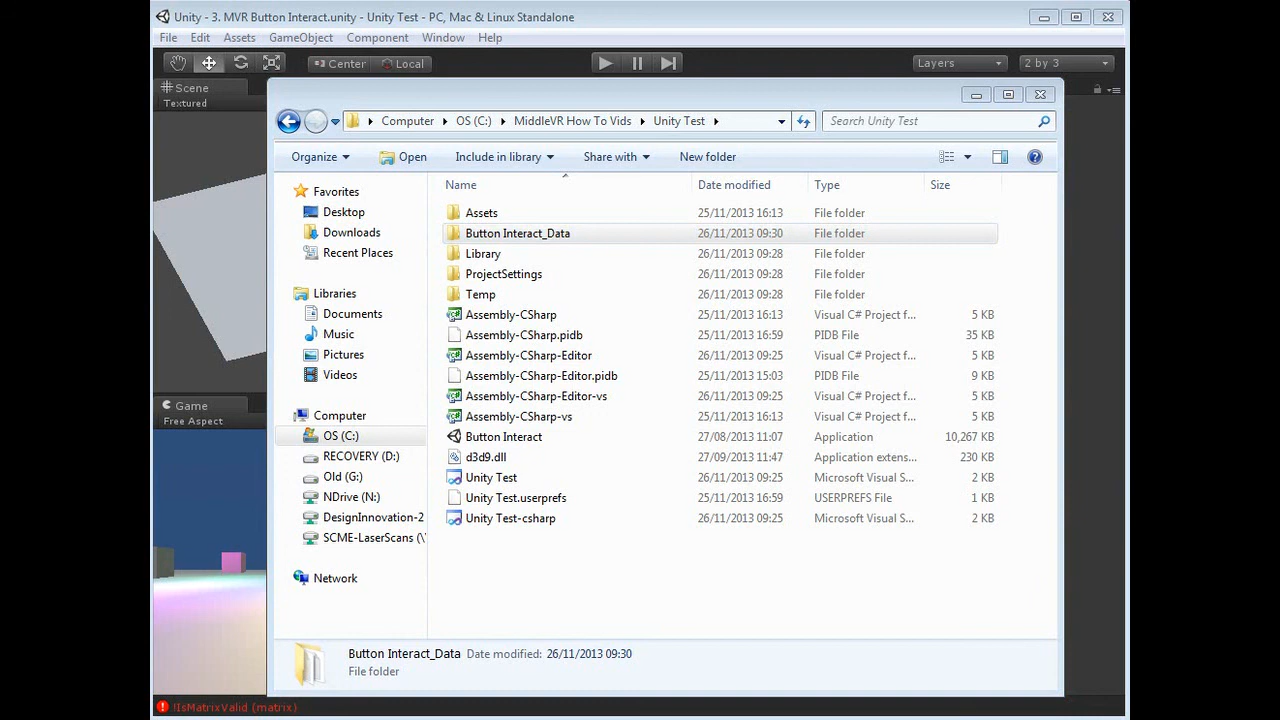 Unity - 3. MVR Button Interact.unity - Unity Test - PC, Mac & Linux Standalone
File Edit Assets GameObject Component Window Help
Center Local Layers 2 by 3
Scene
Textured
Computer OS (C:) MiddleVR How To Vids Unity Test Search Unity Test
Organize Open Include in library Share with New folder
Name Date modified Type Size
Favorites
Desktop
Downloads
Recent Places
Libraries
Documents
Music
Pictures
Videos
Computer
OS (C:)
RECOVERY (D:)
Old (G:)
NDrive (N:)
DesignInnovation-2
SCME-LaserScans (\
Network
Assets 25/11/2013 16:13 File folder
Button Interact_Data 26/11/2013 09:30 File folder
Library 26/11/2013 09:28 File folder
ProjectSettings 26/11/2013 09:28 File folder
Temp 26/11/2013 09:28 File folder
Assembly-CSharp 25/11/2013 16:13 Visual C# Project f... 5 KB
Assembly-CSharp.pidb 25/11/2013 16:59 PIDB File 35 KB
Assembly-CSharp-Editor 26/11/2013 09:25 Visual C# Project f... 5 KB
Assembly-CSharp-Editor.pidb 25/11/2013 15:03 PIDB File 9 KB
Assembly-CSharp-Editor-vs 26/11/2013 09:25 Visual C# Project f... 5 KB
Assembly-CSharp-vs 25/11/2013 16:13 Visual C# Project f... 5 KB
Button Interact 27/08/2013 11:07 Application 10,267 KB
d3d9.dll 27/09/2013 11:47 Application extens... 230 KB
Unity Test 26/11/2013 09:25 Microsoft Visual S... 2 KB
Unity Test.userprefs 25/11/2013 16:59 USERPREFS File 1 KB
Unity Test-csharp 26/11/2013 09:25 Microsoft Visual S... 2 KB
Game
Free Aspect
Button Interact_Data Date modified: 26/11/2013 09:30
File folder
!IsMatrixValid (matrix)